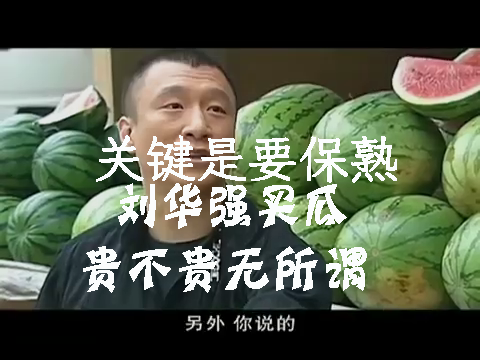 关键是要保熟
刘华强买瓜
贵不贵无所谓
另外 你说的